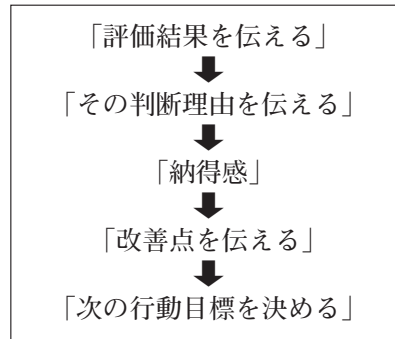 「評価結果を伝える」
「その判断理由を伝える」
「納得感」
「改善点を伝える」
「次の行動目標を決める」